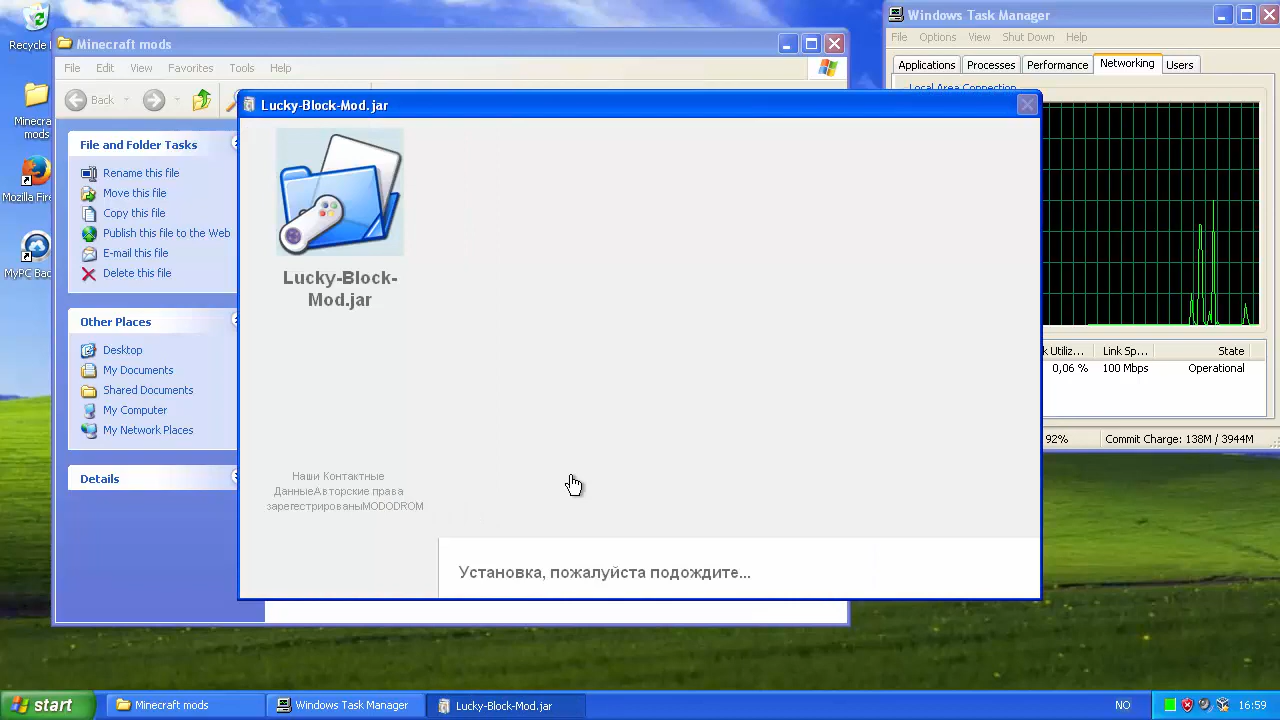 Recycle
Minecraft mods
Mozilla Fire
MyPC Bac
Minecraft mods
File Edit View Favorites Tools Help
Back
File and Folder Tasks
Rename this file
Move this file
Copy this file
Publish this file to the Web
E-mail this file
Delete this file
Other Places
Desktop
My Documents
Shared Documents
My Computer
My Network Places
Details
Lucky-Block-Mod.jar
Lucky-Block-
Mod.jar
Наши Контактные
ДанныеАвторские права
зарегестрированыMODODROM
Установка, пожалуйста подождите...
Windows Task Manager
File Options View Shut Down Help
Applications Processes Performance Networking Users
Local Area Connection
k Utiliz... Link Sp... State
0,06 % 100 Mbps Operational
92% Commit Charge: 138M / 3944M
start Minecraft mods Windows Task Manager Lucky-Block-Mod.jar NO 16:59